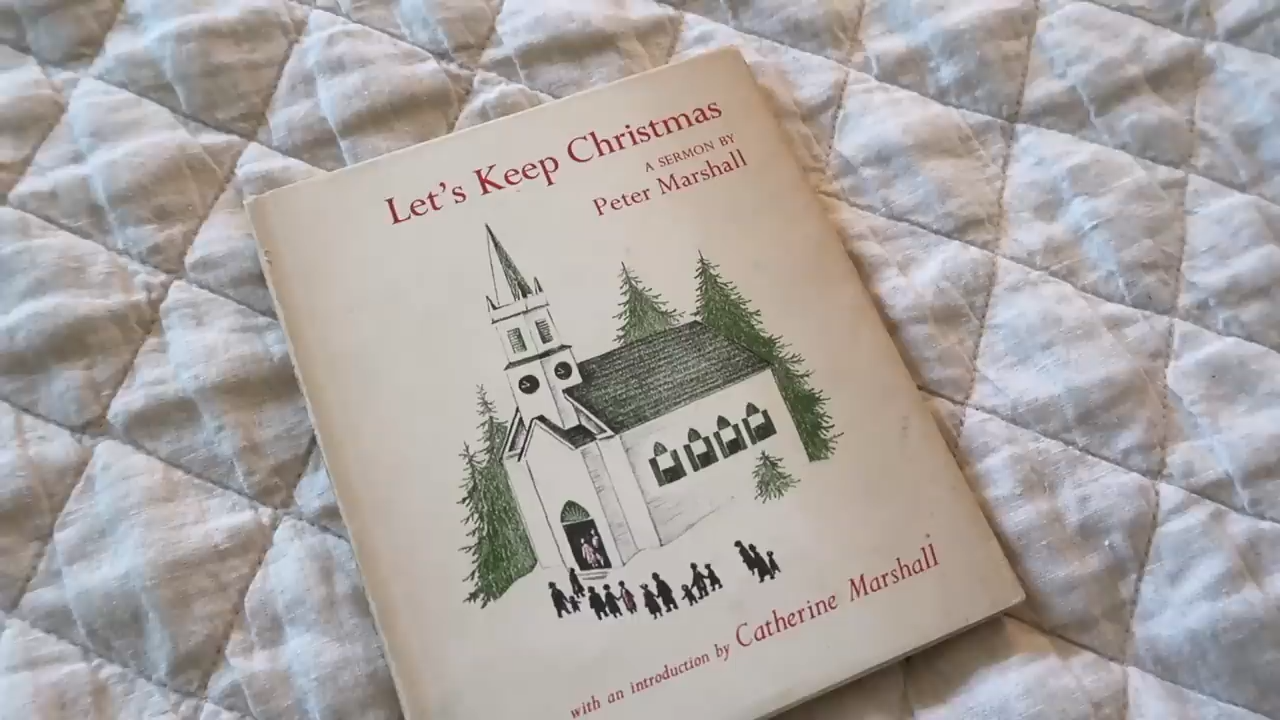 Let's Keep Christmas
A SERMON BY
Peter Marshall
with an introduction by Catherine Marshall